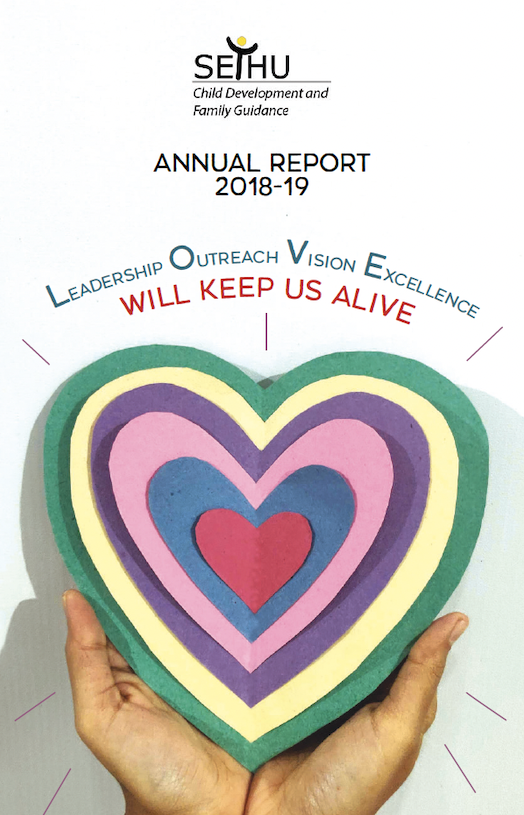 SETHU
Child Development and
Family Guidance
ANNUAL REPORT
2018-19
LEADERSHIP OUTREACH VISION EXCELLENCE
WILL KEEP US ALIVE